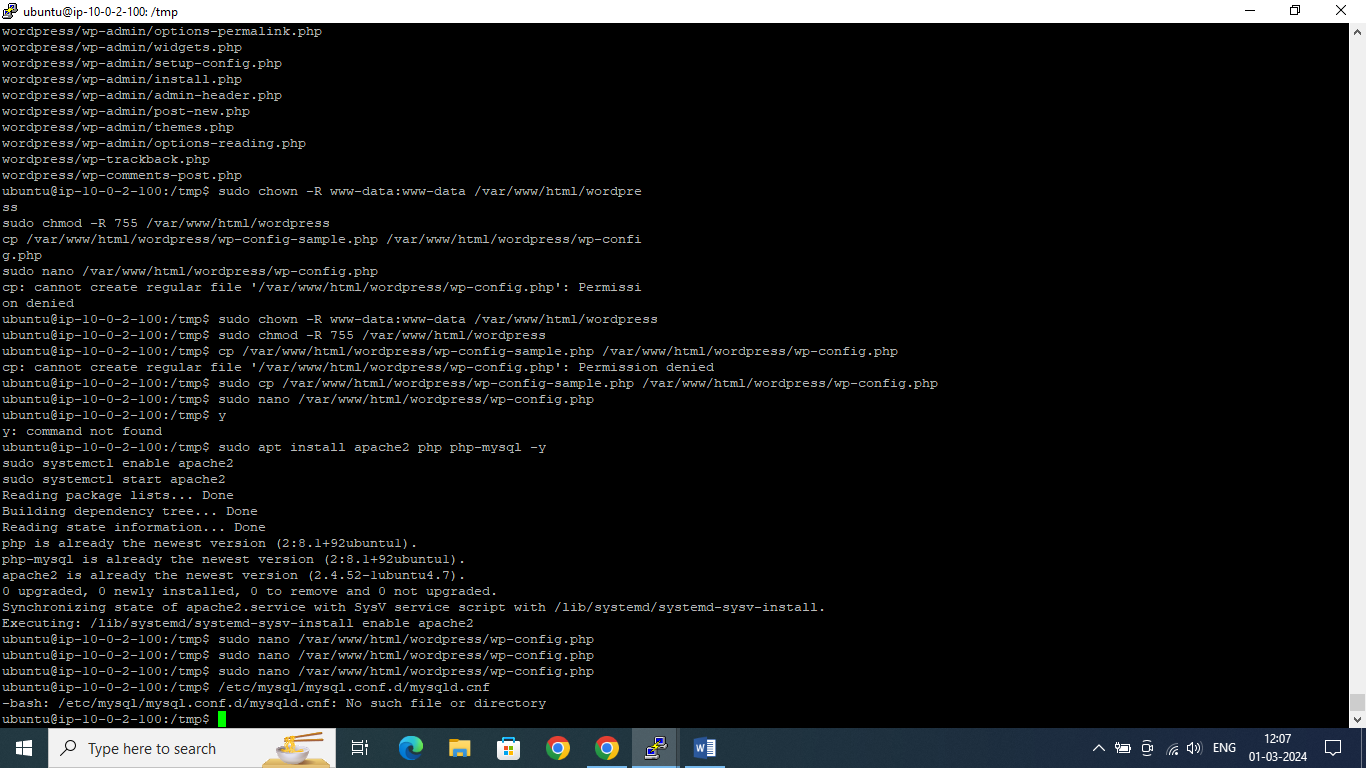 ubuntu@ip-10-0-2-100: /tmp
wordpress/wp-admin/options-permalink.php
wordpress/wp-admin/widgets.php
wordpress/wp-admin/setup-config.php
wordpress/wp-admin/install.php
wordpress/wp-admin/admin-header.php
wordpress/wp-admin/post-new.php
wordpress/wp-admin/themes.php
wordpress/wp-admin/options-reading.php
wordpress/wp-trackback.php
wordpress/wp-comments-post.php
ubuntu@ip-10-0-2-100:/tmp$ sudo chown -R www-data:www-data /var/www/html/wordpre
ss
sudo chmod -R 755 /var/www/html/wordpress
cp /var/www/html/wordpress/wp-config-sample.php /var/www/html/wordpress/wp-confi
g.php
sudo nano /var/www/html/wordpress/wp-config.php
cp: cannot create regular file '/var/www/html/wordpress/wp-config.php': Permissi
on denied
ubuntu@ip-10-0-2-100:/tmp$ sudo chown -R www-data:www-data /var/www/html/wordpress
ubuntu@ip-10-0-2-100:/tmp$ sudo chmod -R 755 /var/www/html/wordpress
ubuntu@ip-10-0-2-100:/tmp$ cp /var/www/html/wordpress/wp-config-sample.php /var/www/html/wordpress/wp-config.php
cp: cannot create regular file '/var/www/html/wordpress/wp-config.php': Permission denied
ubuntu@ip-10-0-2-100:/tmp$ sudo cp /var/www/html/wordpress/wp-config-sample.php /var/www/html/wordpress/wp-config.php
ubuntu@ip-10-0-2-100:/tmp$ sudo nano /var/www/html/wordpress/wp-config.php
ubuntu@ip-10-0-2-100:/tmp$ y
y: command not found
ubuntu@ip-10-0-2-100:/tmp$ sudo apt install apache2 php php-mysql -y
sudo systemctl enable apache2
sudo systemctl start apache2
Reading package lists... Done
Building dependency tree... Done
Reading state information... Done
php is already the newest version (2:8.1+92ubuntu1).
php-mysql is already the newest version (2:8.1+92ubuntu1).
apache2 is already the newest version (2.4.52-1ubuntu4.7).
0 upgraded, 0 newly installed, 0 to remove and 0 not upgraded.
Synchronizing state of apache2.service with SysV service script with /lib/systemd/systemd-sysv-install.
Executing: /lib/systemd/systemd-sysv-install enable apache2
ubuntu@ip-10-0-2-100:/tmp$ sudo nano /var/www/html/wordpress/wp-config.php
ubuntu@ip-10-0-2-100:/tmp$ sudo nano /var/www/html/wordpress/wp-config.php
ubuntu@ip-10-0-2-100:/tmp$ sudo nano /var/www/html/wordpress/wp-config.php
ubuntu@ip-10-0-2-100:/tmp$ /etc/mysql/mysql.conf.d/mysqld.cnf
-bash: /etc/mysql/mysql.conf.d/mysqld.cnf: No such file or directory
ubuntu@ip-10-0-2-100:/tmp$
Type here to search
ENG
12:07
01-03-2024